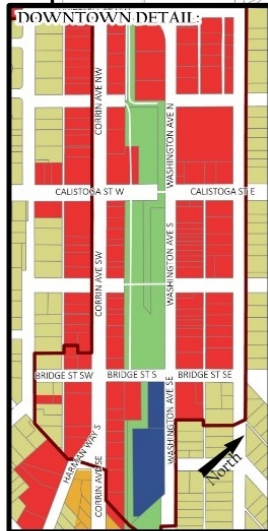 DOWNTOWN DETAIL:
CORRIN AVE NW
WASHINGTON AVE N
CALISTOGA ST W
CALISTOGA ST E
CORRIN AVE SW
WASHINGTON AVE S
BRIDGE ST SW
BRIDGE ST S
BRIDGE ST SE
HARMAN WAY S
CORRIN AVE SE
WASHINGTON AVE SE
North